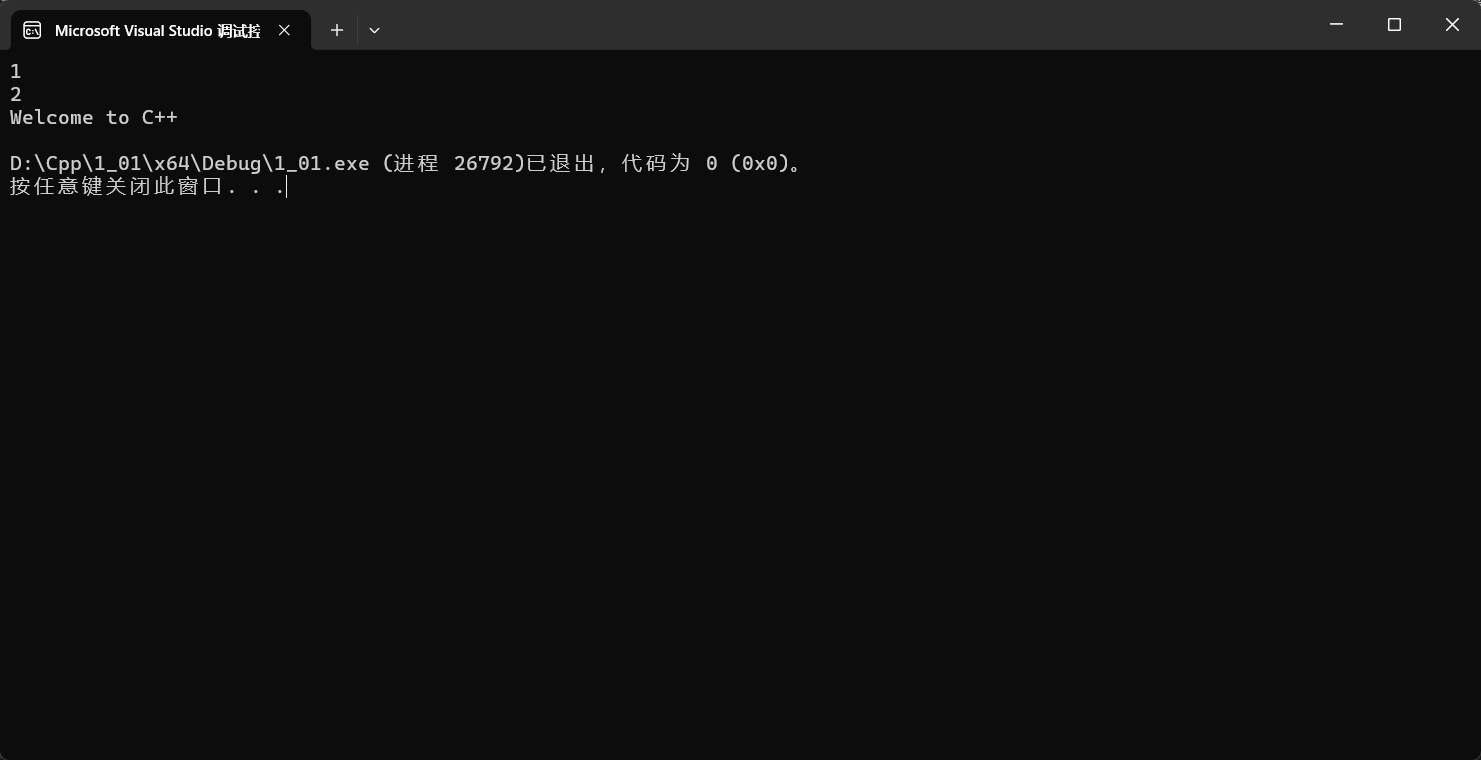 Microsoft Visual Studio 调试控
1
2
Welcome to C++
D:\Cpp\1_01\x64\Debug\1_01.exe (进程 26792)已退出，代码为 0 (0x0)。
按任意键关闭此窗口. . .